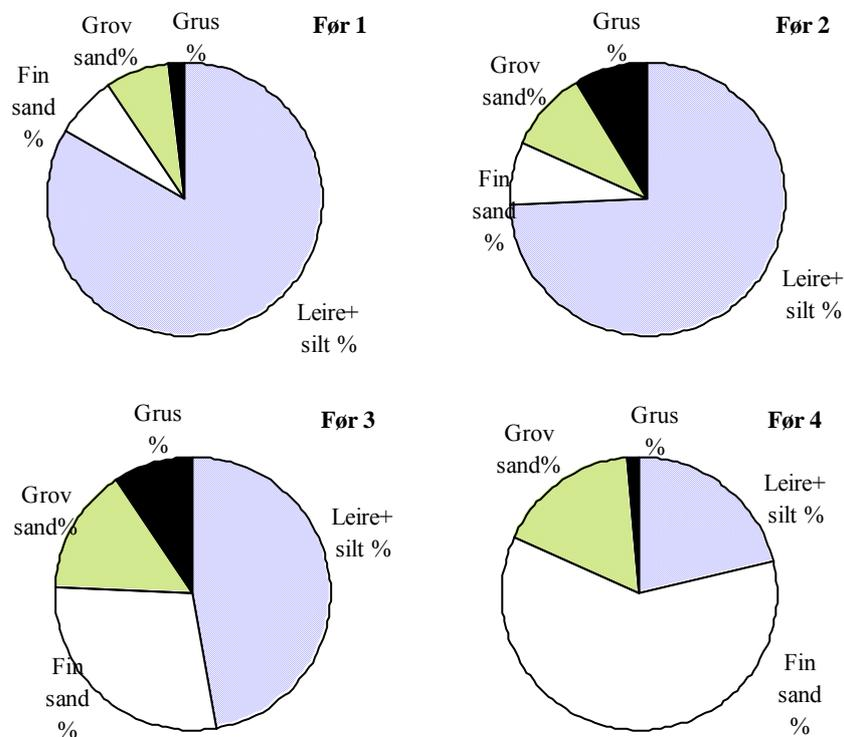 Før 1
Grus
%
Grov
sand%
Fin
sand
%
Leire+
silt %
Før 2
Grus
%
Grov
sand%
Fin
sand
%
Leire+
silt %
Før 3
Grus
%
Grov
sand%
Leire+
silt %
Fin
sand
%
Før 4
Grus
%
Grov
sand%
Leire+
silt %
Fin
sand
%